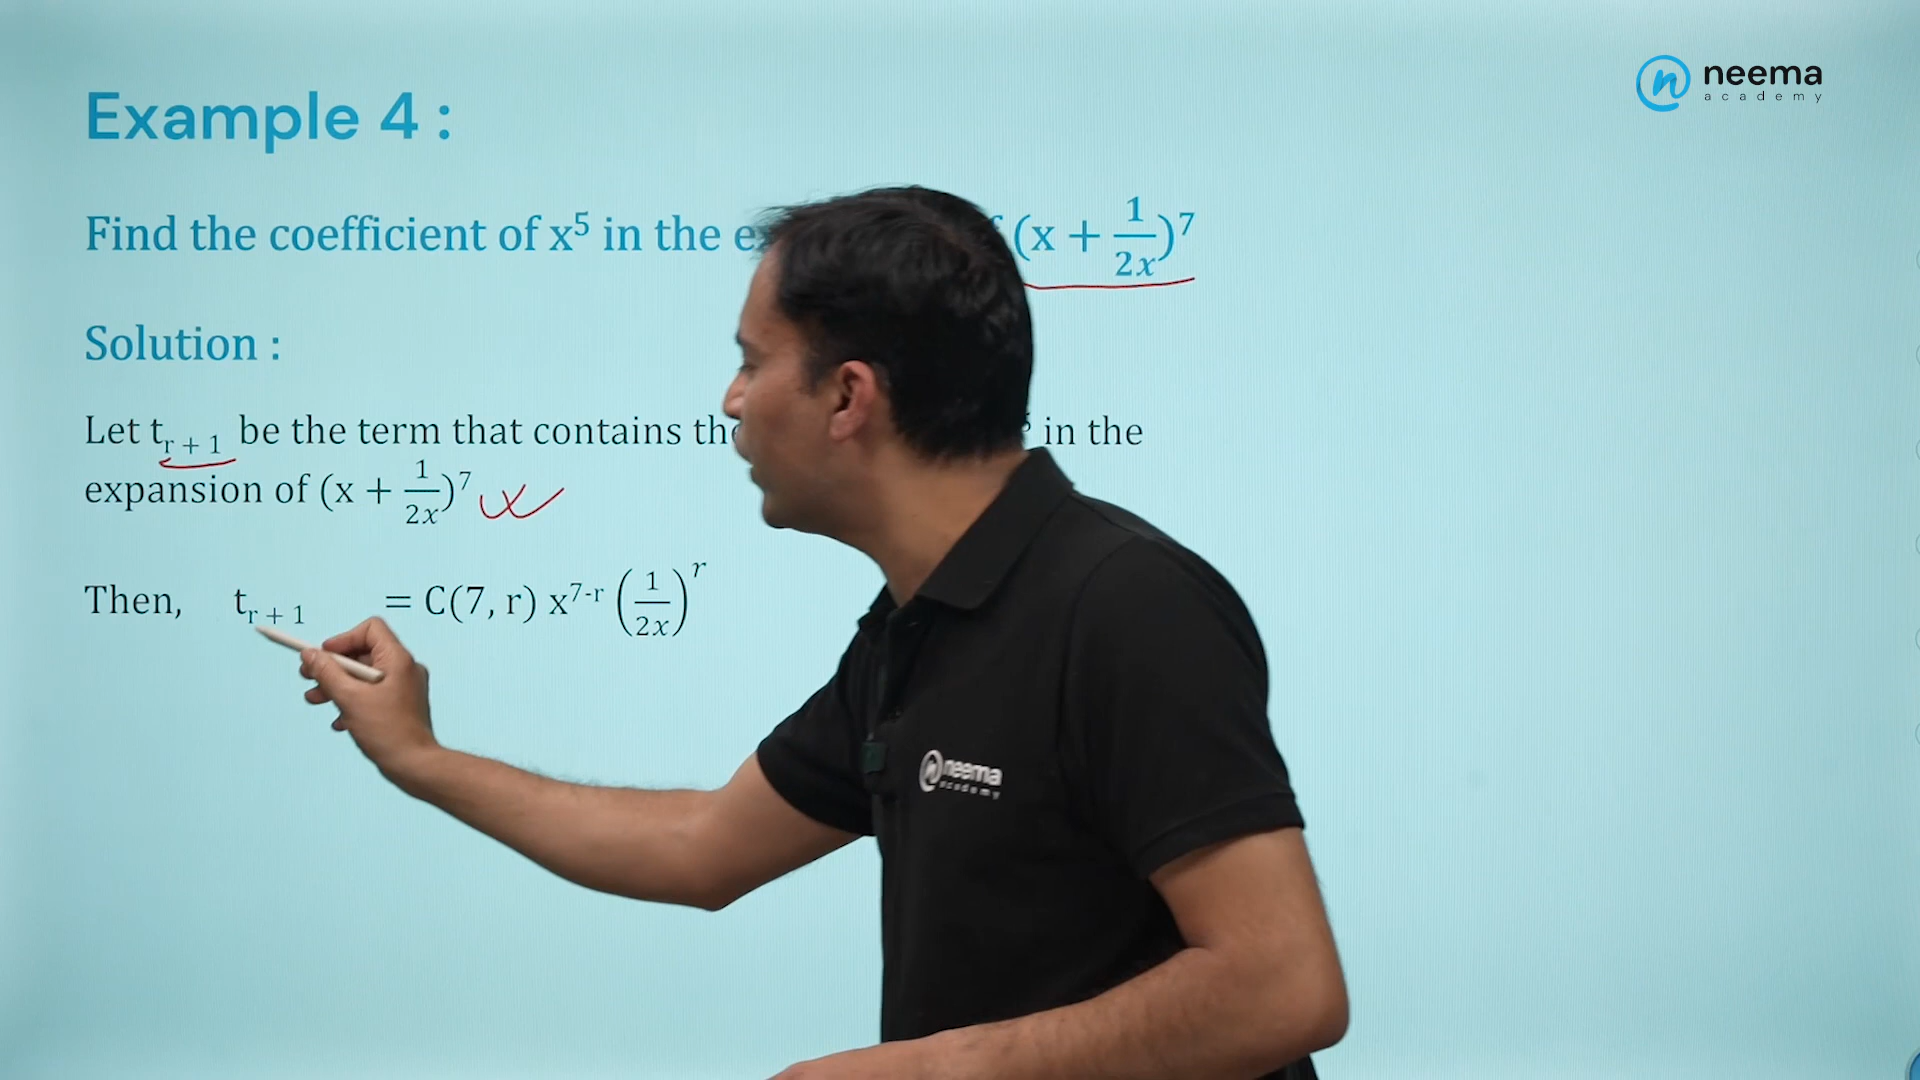 neema
academy
Example 4 :
Find the coefficient of x⁵ in the (x + 1/2x)⁷
Solution :
Let tᵣ ₊ ₁ be the term that contains the in the
expansion of (x + 1/2x)⁷
Then, tᵣ ₊ ₁ = C(7, r) x⁷⁻ʳ (1/2x)ʳ
neema
academy